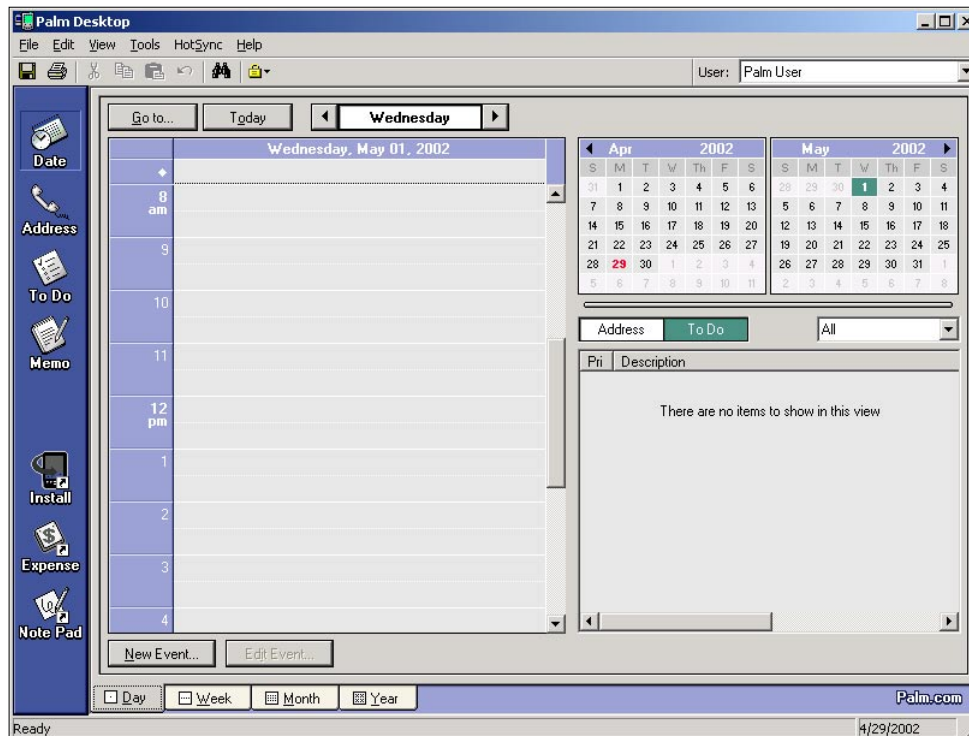 Palm Desktop
File Edit View Tools HotSync Help
User: Palm User
Go to... Today Wednesday
Date
Address
To Do
Memo
Install
Expense
Note Pad
Wednesday, May 01, 2002
8 am
9
10
11
12 pm
1
2
3
4
Apr 2002
S M T W Th F S
31 1 2 3 4 5 6
7 8 9 10 11 12 13
14 15 16 17 18 19 20
21 22 23 24 25 26 27
28 29 30 1 2 3 4
5 6 7 8 9 10 11
May 2002
S M T W Th F S
28 29 30 1 2 3 4
5 6 7 8 9 10 11
12 13 14 15 16 17 18
19 20 21 22 23 24 25
26 27 28 29 30 31 1
2 3 4 5 6 7 8
Address To Do All
Pri Description
There are no items to show in this view
New Event... Edit Event...
Day Week Month Year Palm.com
Ready 4/29/2002